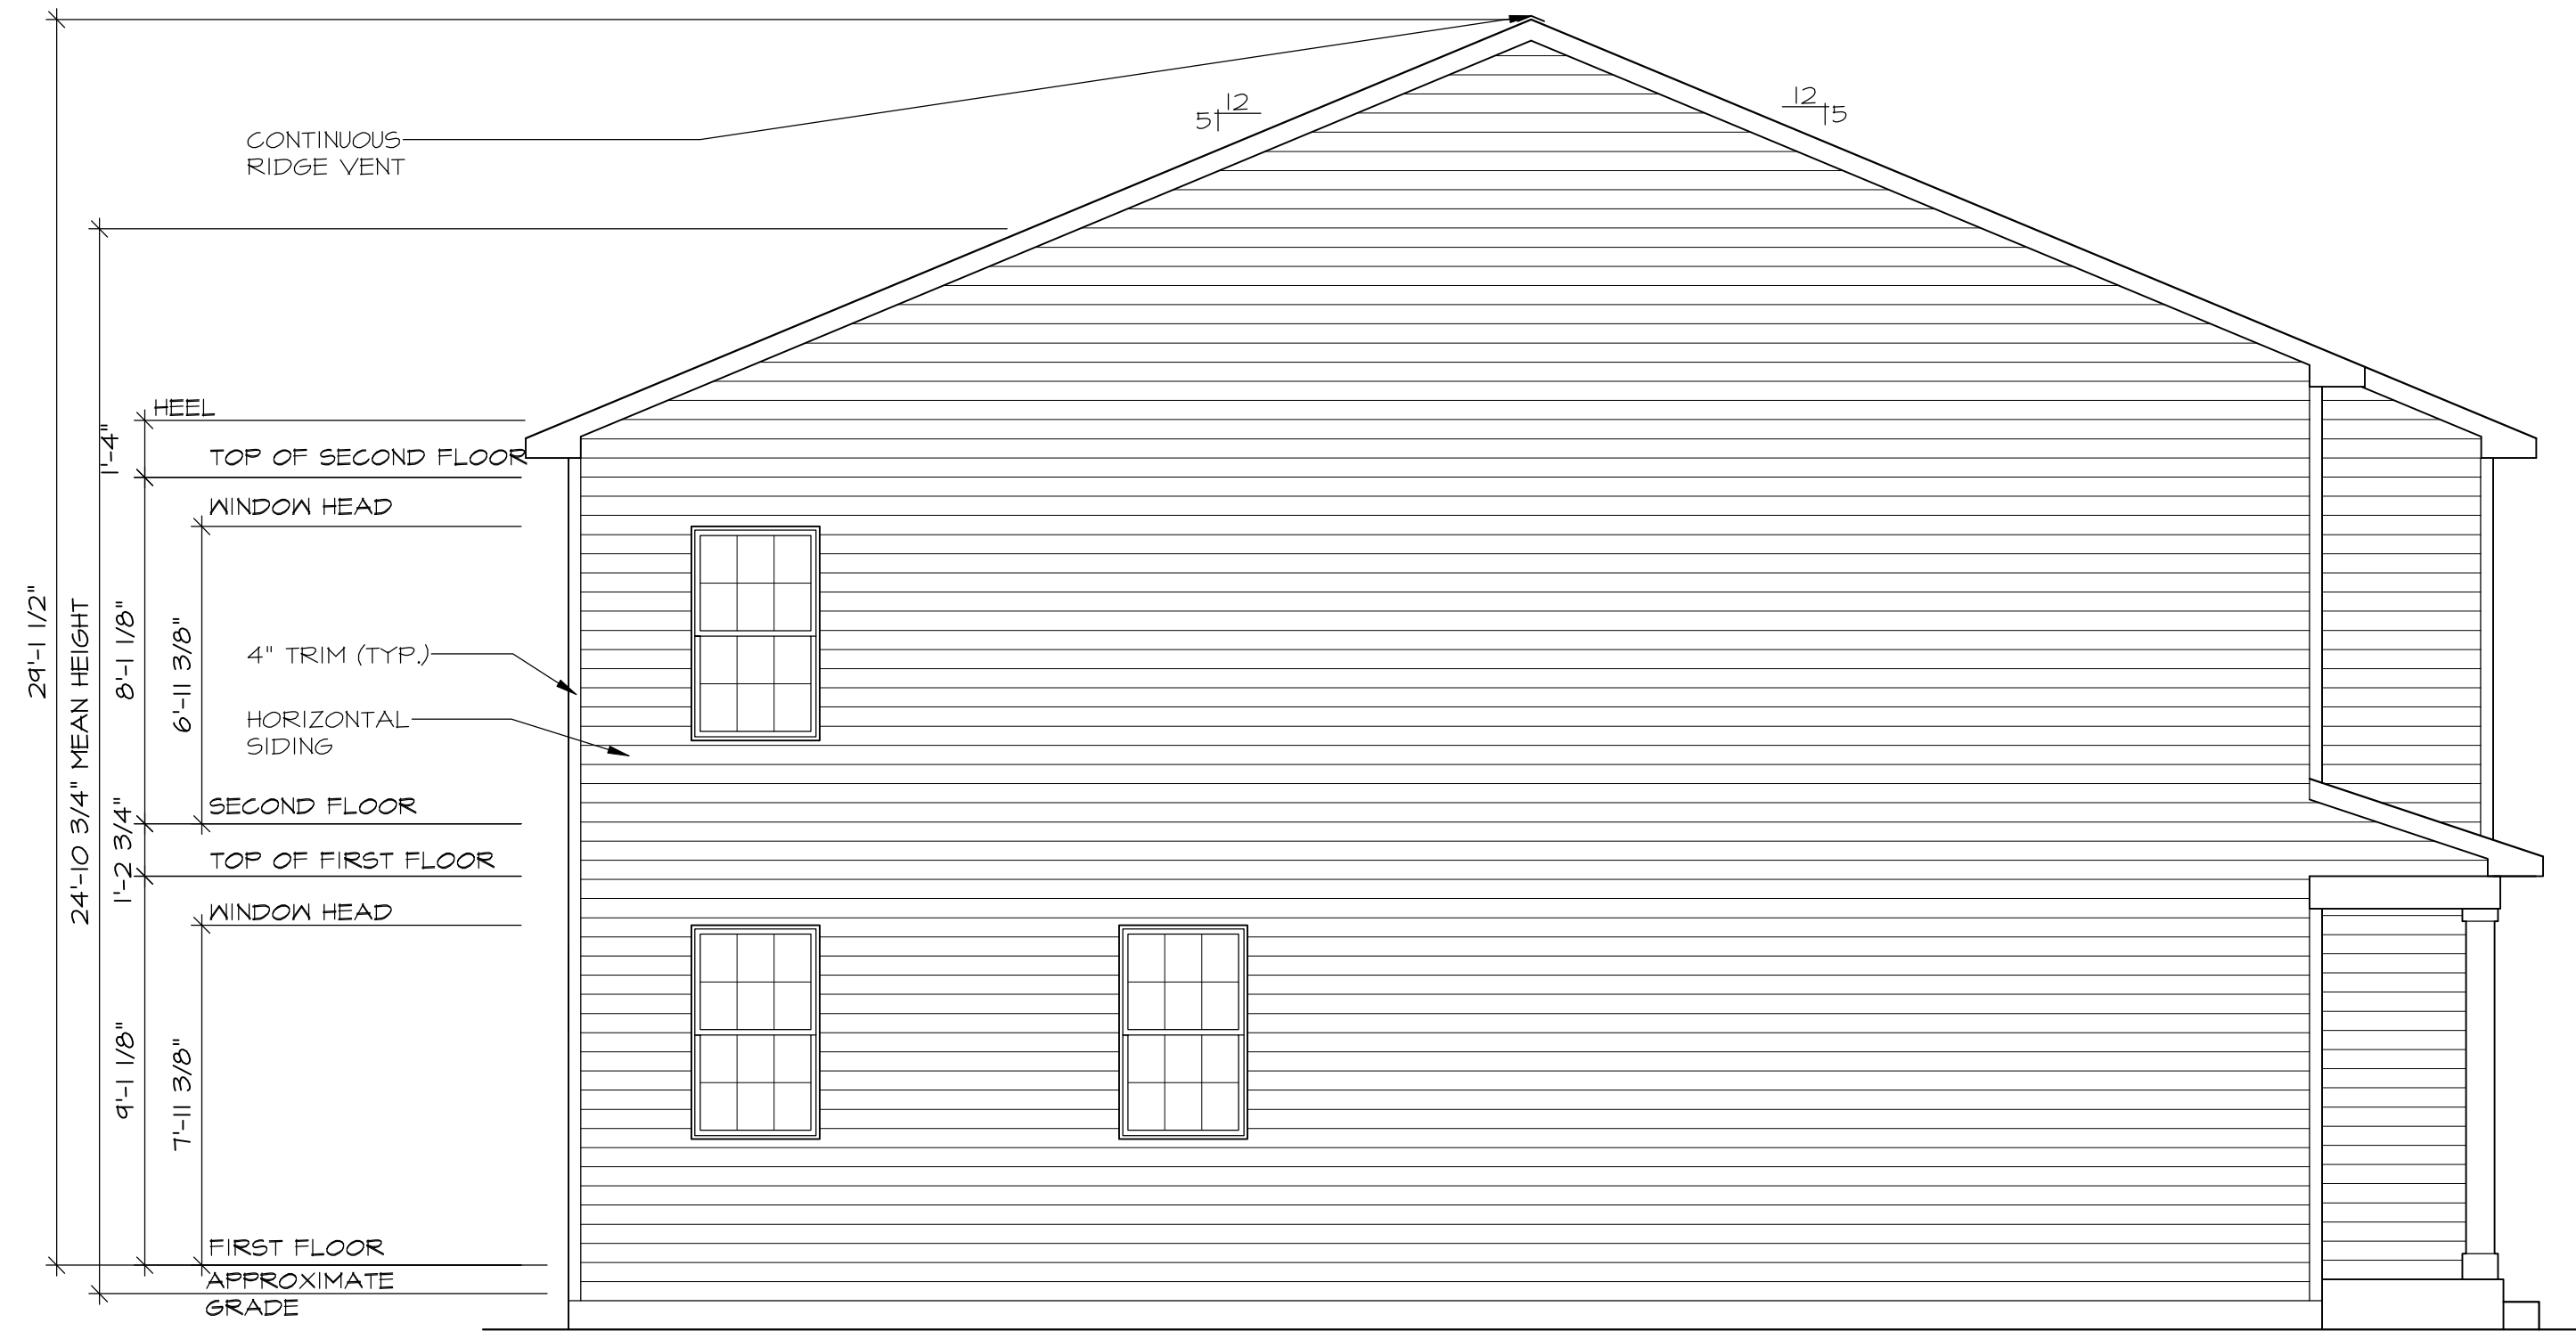 12
5
12
5
CONTINUOUS
RIDGE VENT
HEEL
1'-4"
TOP OF SECOND FLOOR
WINDOW HEAD
29'-1 1/2"
24'-10 3/4" MEAN HEIGHT
8'-1 1/8"
6'-11 3/8"
4" TRIM (TYP.)
HORIZONTAL
SIDING
SECOND FLOOR
1'-2 3/4"
TOP OF FIRST FLOOR
WINDOW HEAD
9'-1 1/8"
7'-11 3/8"
FIRST FLOOR
APPROXIMATE
GRADE